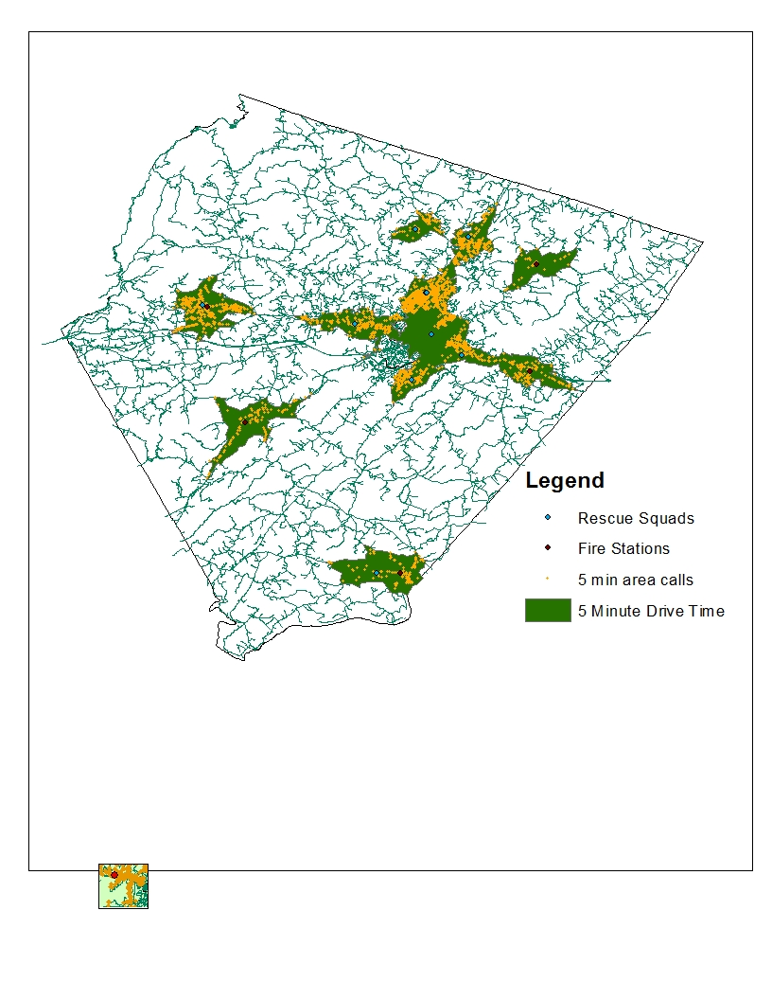 Legend
Rescue Squads
Fire Stations
5 min area calls
5 Minute Drive Time